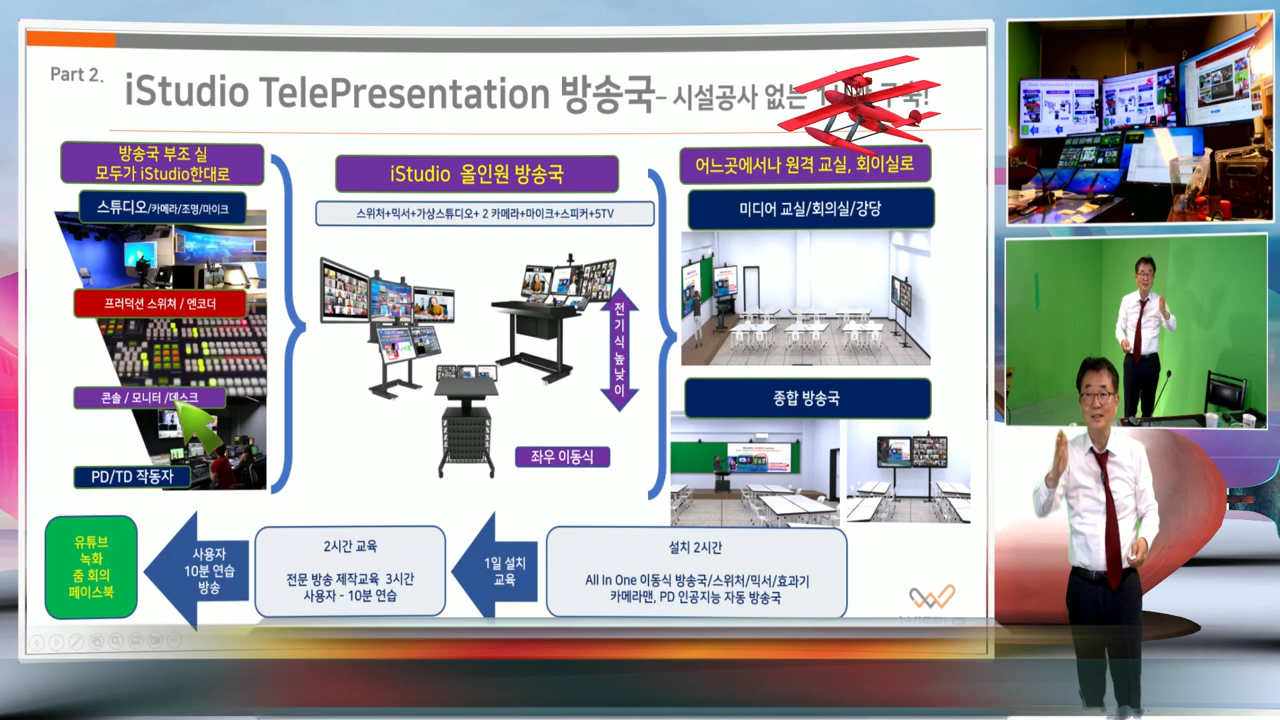 Part 2.
iStudio TelePresentation 방송국– 시설공사 없는
방송국 부조 실
모두가 iStudio한대로
스튜디오/카메라/조명/마이크
프러덕션 스위쳐 / 엔코더
콘솔 / 모니터 /데스크
PD/TD 작동자
iStudio 올인원 방송국
스위처+믹서+가상스튜디오+ 2 카메라+마이크+스피커+5TV
전기식높낮이
좌우 이동식
어느곳에서나 원격 교실, 회이실로
미디어 교실/회의실/강당
종합 방송국
유튜브
녹화
줌 회의
페이스북
사용자
10분 연습
방송
2시간 교육
전문 방송 제작교육 3시간
사용자 – 10분 연습
1일 설치
교육
설치 2시간
All In One 이동식 방송국/스위처/믹서/효과기
카메라맨, PD 인공지능 자동 방송국